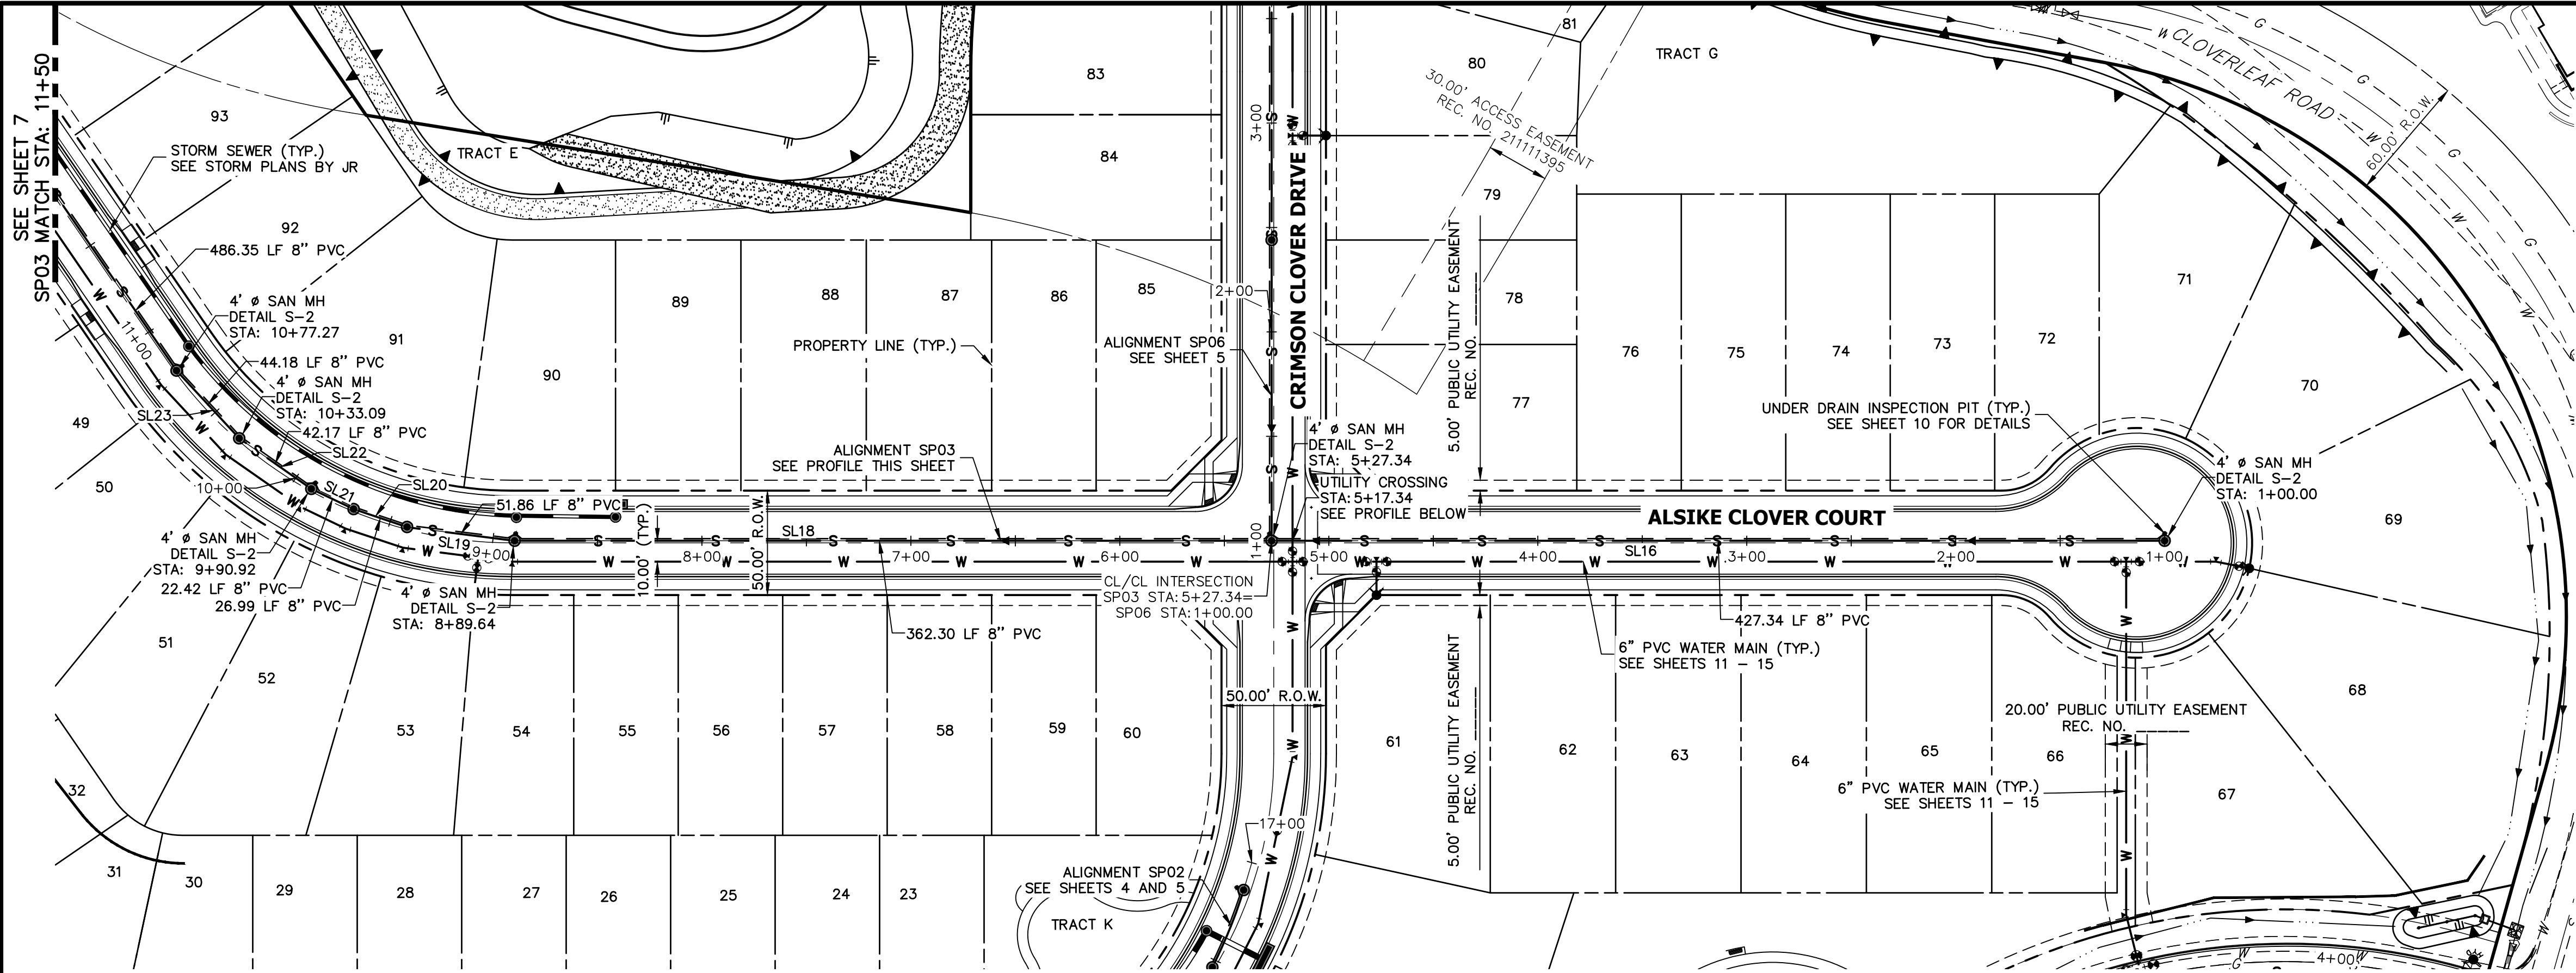 SEE SHEET 7
SP03 MATCH STA: 11+50
93
STORM SEWER (TYP.)
SEE STORM PLANS BY JR
92
486.35 LF 8" PVC
4' Ø SAN MH
DETAIL S-2
STA: 10+77.27
11+00
44.18 LF 8" PVC
4' Ø SAN MH
DETAIL S-2
STA: 10+33.09
SL23
42.17 LF 8" PVC
SL22
91
49
50
10+00
SL21
SL20
51.86 LF 8" PVC
SL19
9+00
4' Ø SAN MH
DETAIL S-2
STA: 9+90.92
22.42 LF 8" PVC
26.99 LF 8" PVC
4' Ø SAN MH
DETAIL S-2
STA: 8+89.64
TRACT E
90
89
88
87
86
85
84
83
PROPERTY LINE (TYP.)
ALIGNMENT SP03
SEE PROFILE THIS SHEET
10.00' (TYP.)
50.00' R.O.W.
8+00
SL18
7+00
6+00
362.30 LF 8" PVC
3+00
2+00
1+00
CRIMSON CLOVER DRIVE
ALIGNMENT SP06
SEE SHEET 5
4' Ø SAN MH
DETAIL S-2
STA: 5+27.34
UTILITY CROSSING
STA: 5+17.34
SEE PROFILE BELOW
CL/CL INTERSECTION
SP03 STA: 5+27.34=
SP06 STA: 1+00.00
50.00' R.O.W.
17+00
ALIGNMENT SP02
SEE SHEETS 4 AND 5
TRACT K
51
52
53
54
55
56
57
58
59
60
32
31
30
29
28
27
26
25
24
23
81
80
TRACT G
30.00' ACCESS EASEMENT
REC. NO. 211111395
79
78
77
76
75
74
73
72
71
70
69
68
67
5.00' PUBLIC UTILITY EASEMENT
REC. NO. _____
CLOVERLEAF ROAD
60.00' R.O.W.
UNDER DRAIN INSPECTION PIT (TYP.)
SEE SHEET 10 FOR DETAILS
4' Ø SAN MH
DETAIL S-2
STA: 1+00.00
ALSIKE CLOVER COURT
5+00
4+00
SL16
3+00
2+00
1+00
427.34 LF 8" PVC
6" PVC WATER MAIN (TYP.)
SEE SHEETS 11 - 15
5.00' PUBLIC UTILITY EASEMENT
REC. NO. _____
61
62
63
64
65
66
20.00' PUBLIC UTILITY EASEMENT
REC. NO. _____
6" PVC WATER MAIN (TYP.)
SEE SHEETS 11 - 15
4+00